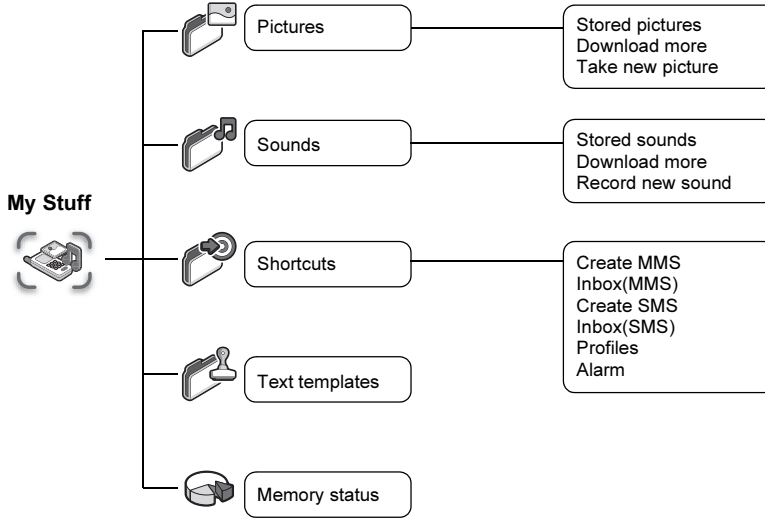 My Stuff
Pictures
Stored pictures
Download more
Take new picture
Sounds
Stored sounds
Download more
Record new sound
Shortcuts
Create MMS
Inbox(MMS)
Create SMS
Inbox(SMS)
Profiles
Alarm
Text templates
Memory status